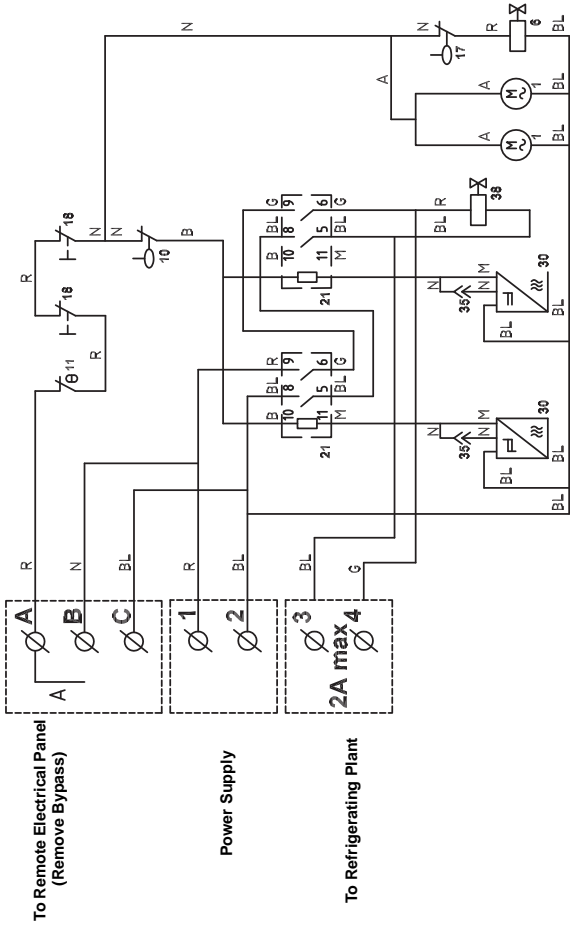 To Remote Electrical Panel
(Remove Bypass)
A
A
B
C
R
N
BL
Power Supply
1
2
R
BL
To Refrigerating Plant
3
4
2A max
BL
G
R
θ 11
R
18
18
N
N
10
B
N
R
9
6
G
BL
8
5
BL
B
10
11
M
21
G
9
6
G
BL
8
5
BL
B
10
11
M
21
N
35
N
M
30
BL
BL
BL
N
35
N
M
30
BL
BL
BL
R
38
A
A
M
1
BL
A
M
1
BL
N
17
R
6
BL